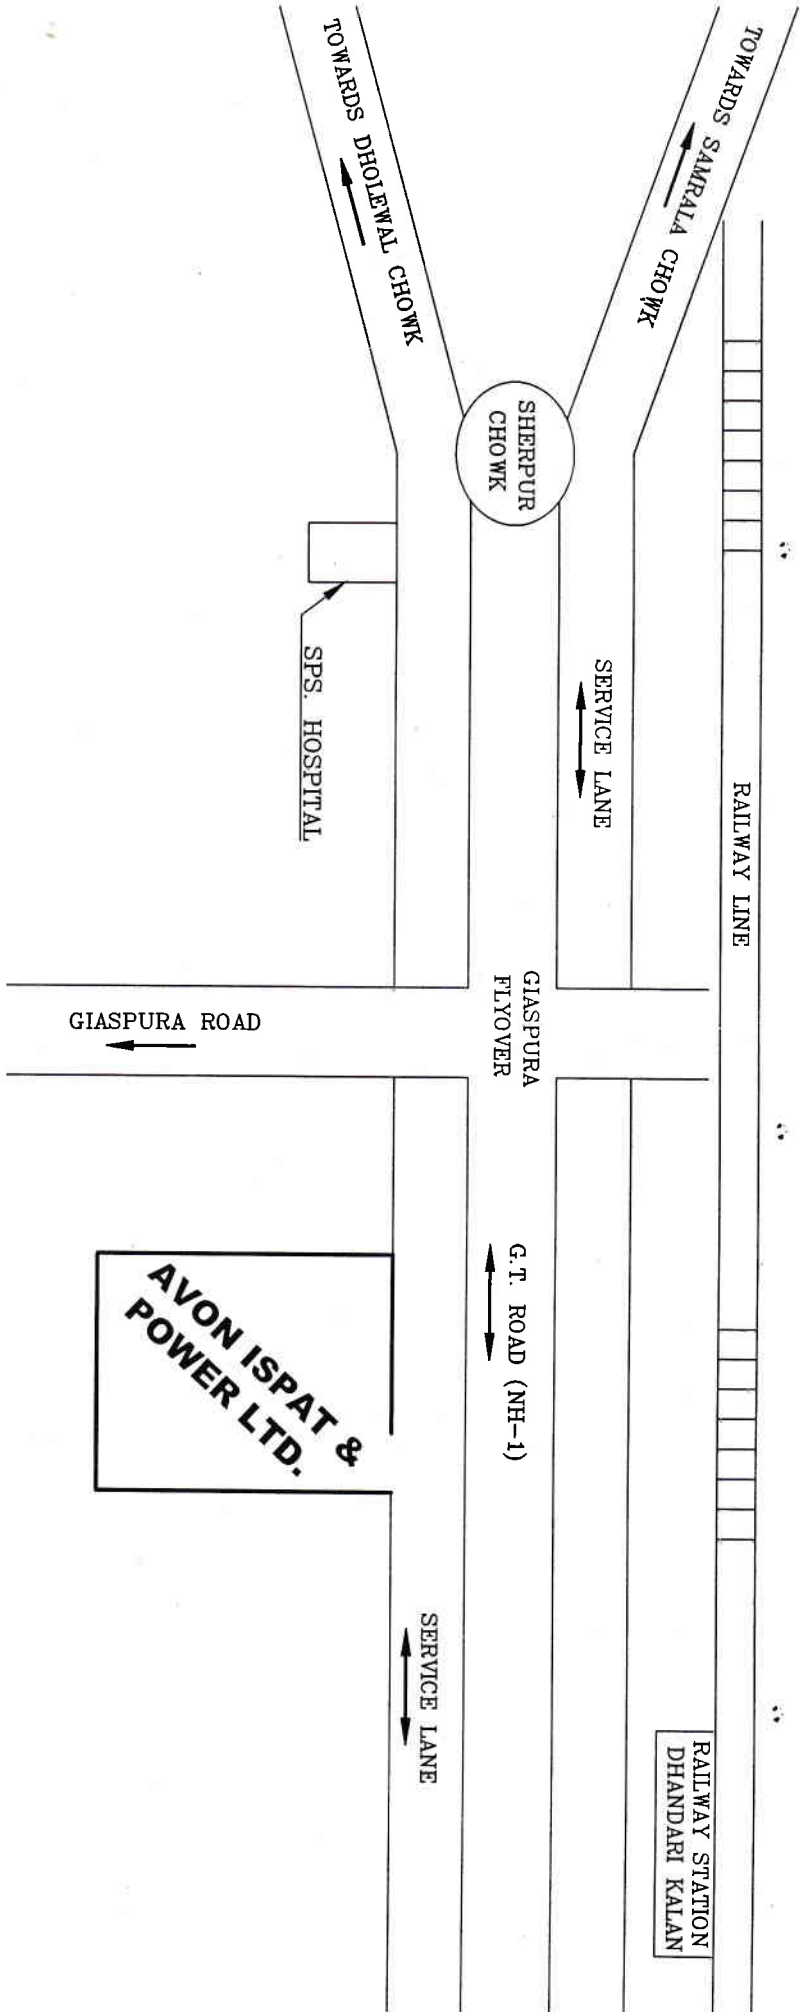 TOWARDS SAMRALA CHOWK
TOWARDS DHOLEWAL CHOWK
SHERPUR
CHOWK
RAILWAY LINE
SERVICE LANE
SPS. HOSPITAL
GIASPURA
FLYOVER
GIASPURA ROAD
G.T. ROAD (NH-1)
AVON ISPAT &
POWER LTD.
SERVICE LANE
RAILWAY STATION
DHANDARI KALAN